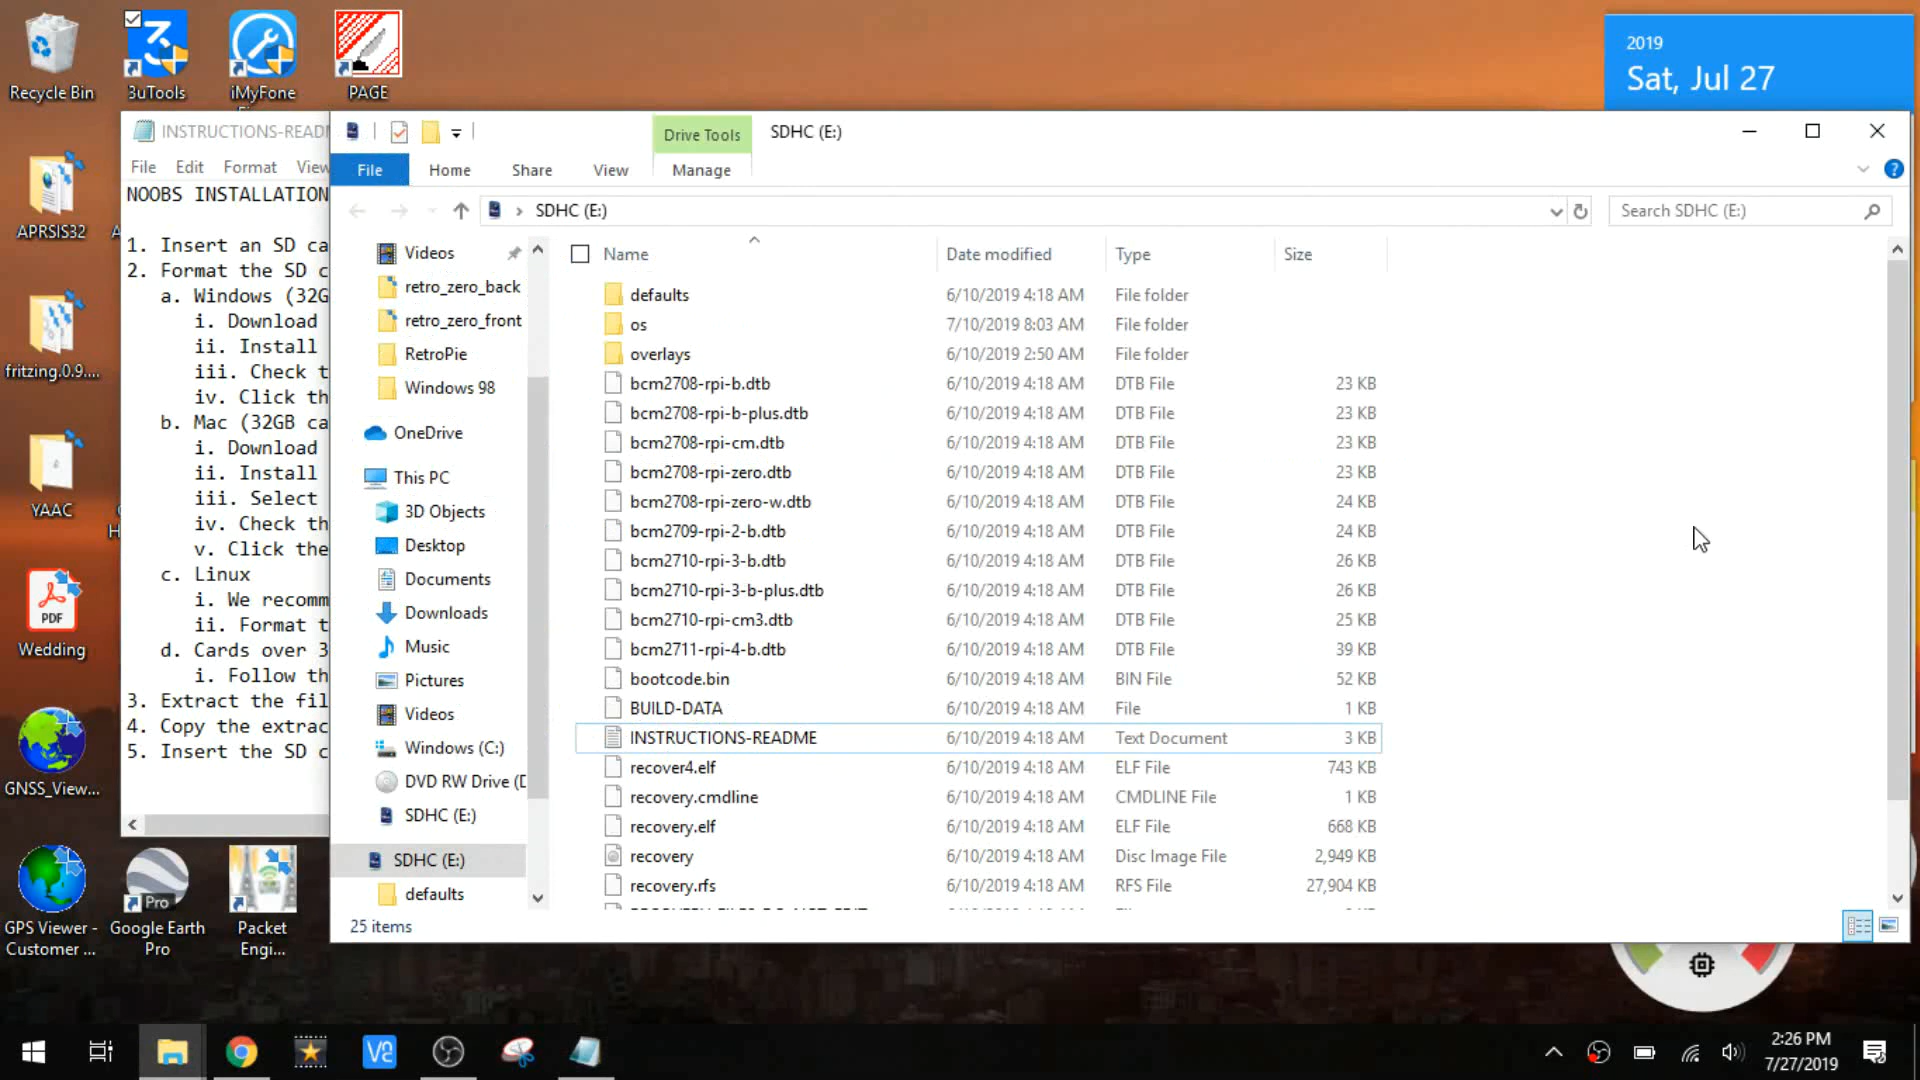 Recycle Bin
3uTools
iMyFone
PAGE
2019
Sat, Jul 27
APRSIS32
fritzing.0.9....
YAAC
PDF
Wedding
GNSS_View...
GPS Viewer -
Customer ...
Pro
Google Earth
Pro
Packet
Engi...
INSTRUCTIONS-READ
File Edit Format View
NOOBS INSTALLATION
1. Insert an SD ca
2. Format the SD c
a. Windows (32G
i. Download
ii. Install
iii. Check t
iv. Click th
b. Mac (32GB ca
i. Download
ii. Install
iii. Select
iv. Check th
v. Click the
c. Linux
i. We recomm
ii. Format t
d. Cards over 3
i. Follow th
3. Extract the fil
4. Copy the extrac
5. Insert the SD c
Drive Tools SDHC (E:)
File Home Share View Manage
SDHC (E:)
Search SDHC (E:)
Videos
retro_zero_back
retro_zero_front
RetroPie
Windows 98
OneDrive
This PC
3D Objects
Desktop
Documents
Downloads
Music
Pictures
Videos
Windows (C:)
DVD RW Drive (D
SDHC (E:)
SDHC (E:)
defaults
Name Date modified Type Size
defaults 6/10/2019 4:18 AM File folder
os 7/10/2019 8:03 AM File folder
overlays 6/10/2019 2:50 AM File folder
bcm2708-rpi-b.dtb 6/10/2019 4:18 AM DTB File 23 KB
bcm2708-rpi-b-plus.dtb 6/10/2019 4:18 AM DTB File 23 KB
bcm2708-rpi-cm.dtb 6/10/2019 4:18 AM DTB File 23 KB
bcm2708-rpi-zero.dtb 6/10/2019 4:18 AM DTB File 23 KB
bcm2708-rpi-zero-w.dtb 6/10/2019 4:18 AM DTB File 24 KB
bcm2709-rpi-2-b.dtb 6/10/2019 4:18 AM DTB File 24 KB
bcm2710-rpi-3-b.dtb 6/10/2019 4:18 AM DTB File 26 KB
bcm2710-rpi-3-b-plus.dtb 6/10/2019 4:18 AM DTB File 26 KB
bcm2710-rpi-cm3.dtb 6/10/2019 4:18 AM DTB File 25 KB
bcm2711-rpi-4-b.dtb 6/10/2019 4:18 AM DTB File 39 KB
bootcode.bin 6/10/2019 4:18 AM BIN File 52 KB
BUILD-DATA 6/10/2019 4:18 AM File 1 KB
INSTRUCTIONS-README 6/10/2019 4:18 AM Text Document 3 KB
recover4.elf 6/10/2019 4:18 AM ELF File 743 KB
recovery.cmdline 6/10/2019 4:18 AM CMDLINE File 1 KB
recovery.elf 6/10/2019 4:18 AM ELF File 668 KB
recovery 6/10/2019 4:18 AM Disc Image File 2,949 KB
recovery.rfs 6/10/2019 4:18 AM RFS File 27,904 KB
25 items
2:26 PM
7/27/2019